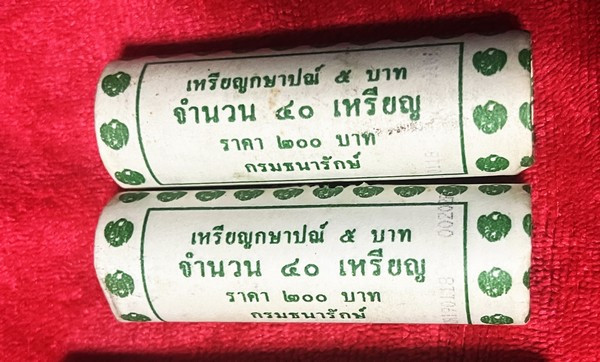 เหรียญกษาปณ์ ๕ บาท
จำนวน ๔๐ เหรียญ
ราคา ๒๐๐ บาท
กรมธนารักษ์
เหรียญกษาปณ์ ๕ บาท
จำนวน ๔๐ เหรียญ
ราคา ๒๐๐ บาท
กรมธนารักษ์